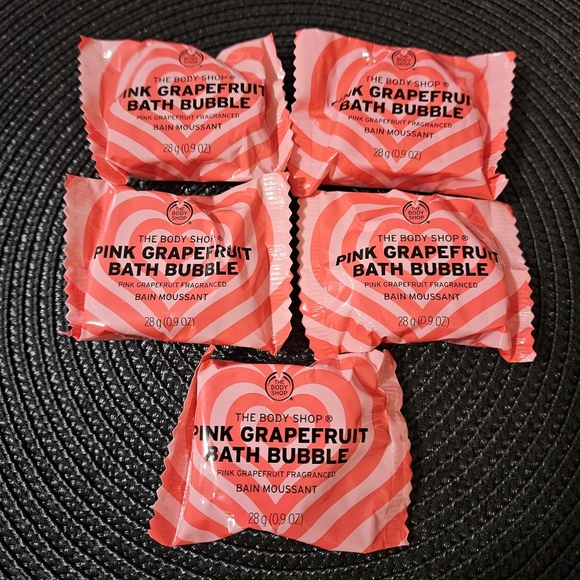 THE BODY SHOP
THE BODY SHOP®
PINK GRAPEFRUIT
BATH BUBBLE
PINK GRAPEFRUIT FRAGRANCED
BAIN MOUSSANT
28 g (0.9 OZ)
THE BODY SHOP
THE BODY SHOP®
PINK GRAPEFRUIT
BATH BUBBLE
PINK GRAPEFRUIT FRAGRANCED
BAIN MOUSSANT
28 g (0.9 OZ)
THE
BODY
SHOP
THE BODY SHOP®
PINK GRAPEFRUIT
BATH BUBBLE
PINK GRAPEFRUIT FRAGRANCED
BAIN MOUSSANT
28 g (0.9 OZ)
THE
BODY
SHOP
THE BODY SHOP®
PINK GRAPEFRUIT
BATH BUBBLE
PINK GRAPEFRUIT FRAGRANCED
BAIN MOUSSANT
28 g (0.9 OZ)
THE
BODY
SHOP
THE BODY SHOP®
PINK GRAPEFRUIT
BATH BUBBLE
PINK GRAPEFRUIT FRAGRANCED
BAIN MOUSSANT
28 g (0.9 OZ)